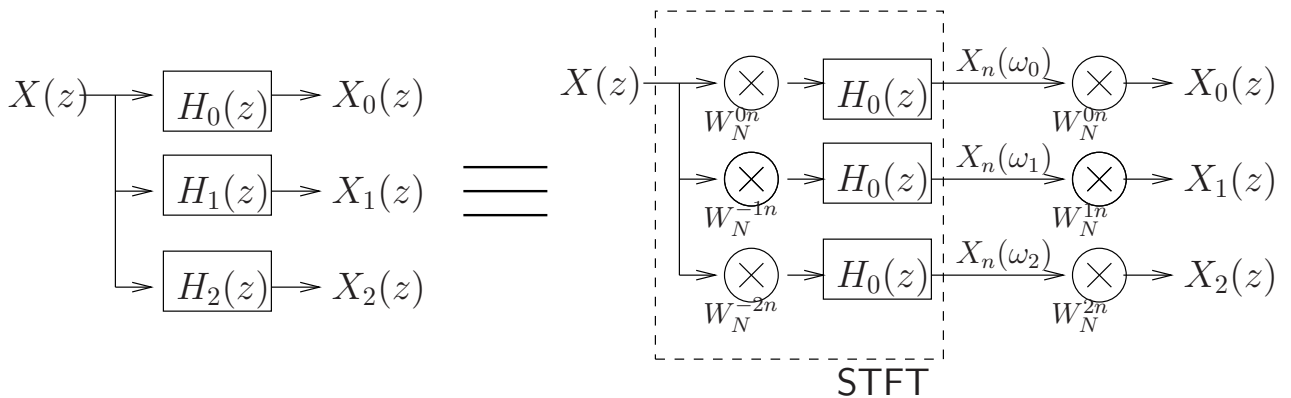 X(z) H_0(z) X_0(z)
H_1(z) X_1(z)
H_2(z) X_2(z)
X(z) W_N^{0n} H_0(z) X_n(ω_0) W_N^{0n} X_0(z)
W_N^{-1n} H_0(z) X_n(ω_1) W_N^{1n} X_1(z)
W_N^{-2n} H_0(z) X_n(ω_2) W_N^{2n} X_2(z)
STFT